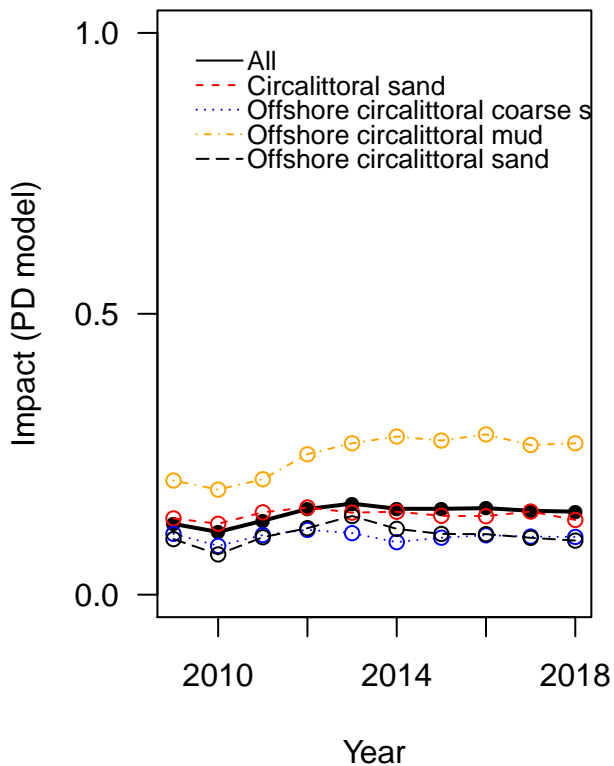 1.0
All
Circalittoral sand
Offshore circalittoral coarse s
Offshore circalittoral mud
Offshore circalittoral sand
Impact (PD model)
0.5
0.0
2010 2014 2018
Year